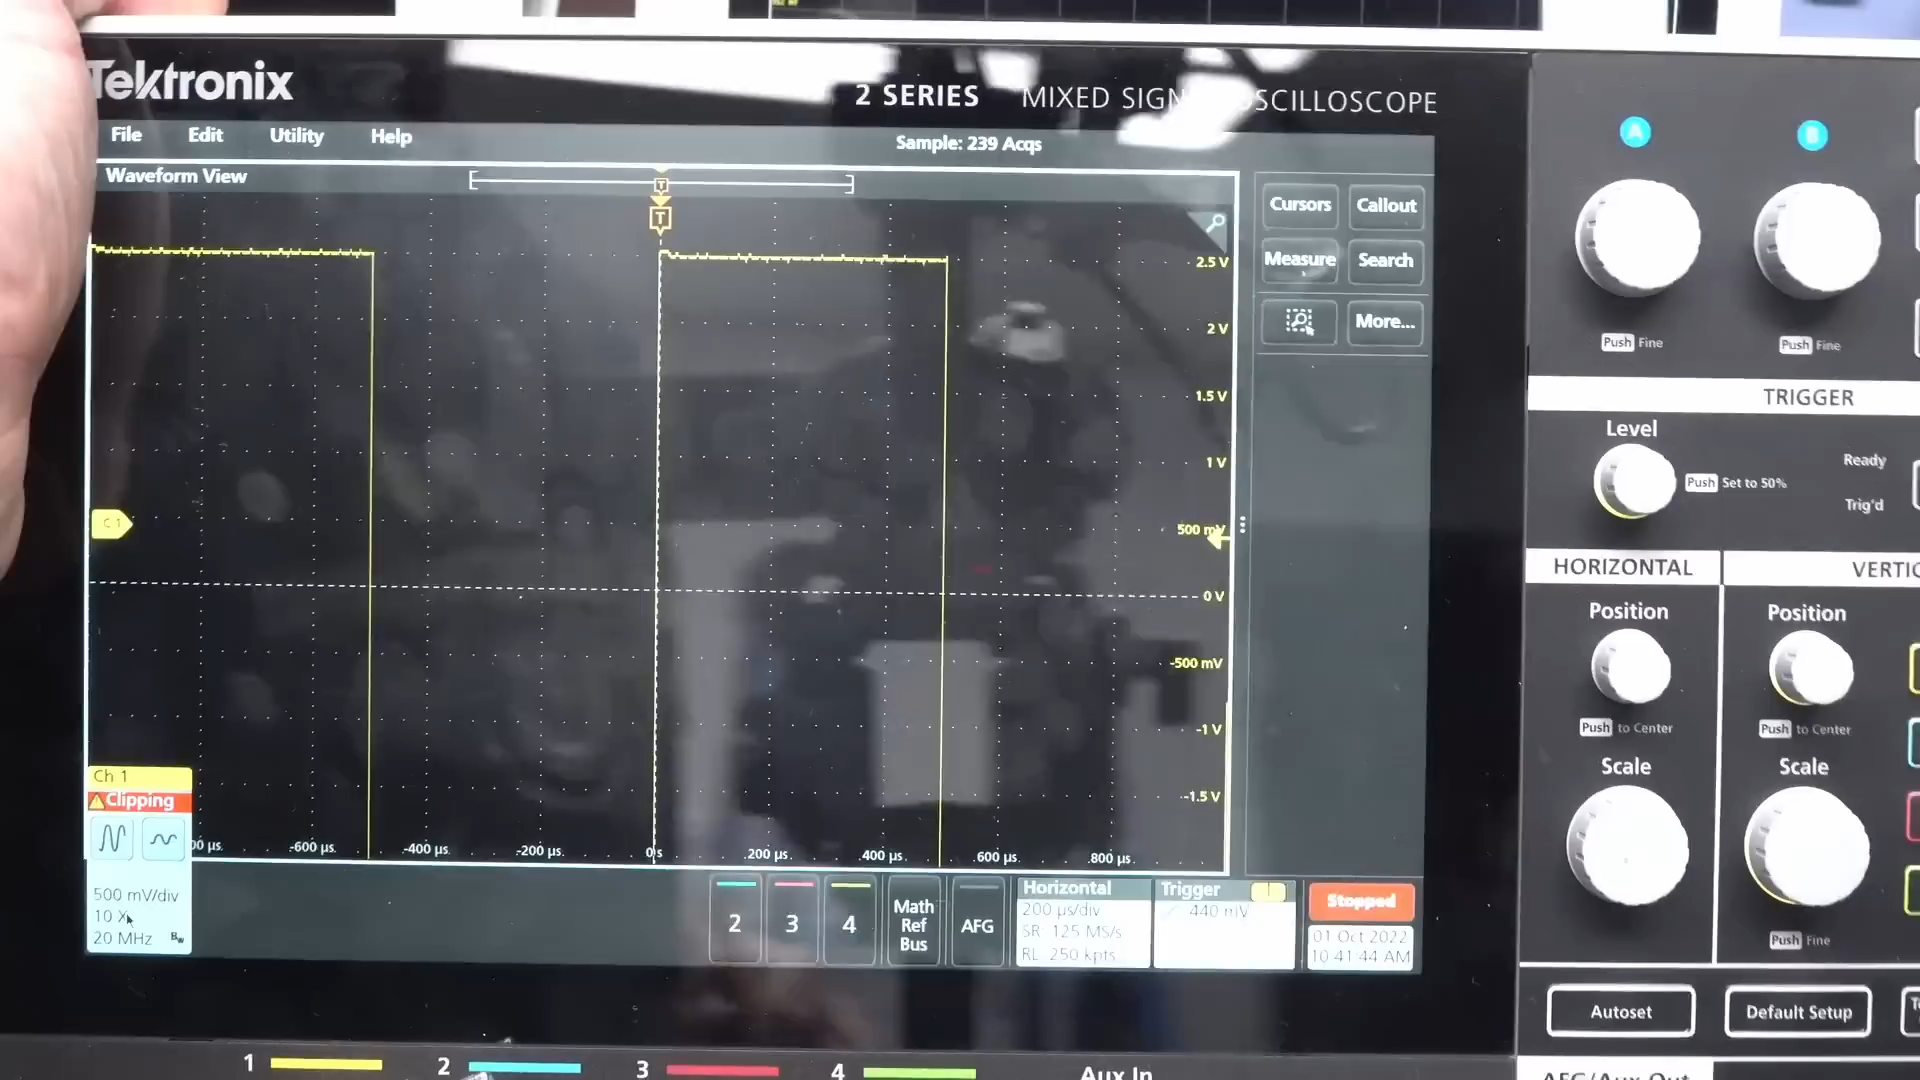 Tektronix
2 SERIES MIXED SIGN OSCILLOSCOPE
File Edit Utility Help
Sample: 239 Acqs
Waveform View
T
T
Cursors Callout
Measure Search
More...
2.5 V
2 V
1.5 V
1 V
500 mV
0 V
-500 mV
-1 V
-1.5 V
C 1
Ch 1
Clipping
500 mV/div
10 X
20 MHz Bw
-600 µs
-400 µs
-200 µs
0 s
200 µs
400 µs
600 µs
800 µs
2
3
4
Math
Ref
Bus
AFG
Horizontal
200 µs/div
SR: 125 MS/s
RL: 250 kpts
Trigger 1
440 mV
Stopped
01 Oct 2022
10:41:44 AM
A
B
Push Fine
Push Fine
TRIGGER
Level
Push Set to 50%
Ready
Trig'd
HORIZONTAL
Position
Push to Center
Scale
Position
Push to Center
Scale
Push Fine
Autoset
Default Setup
1
2
3
4
Aux In